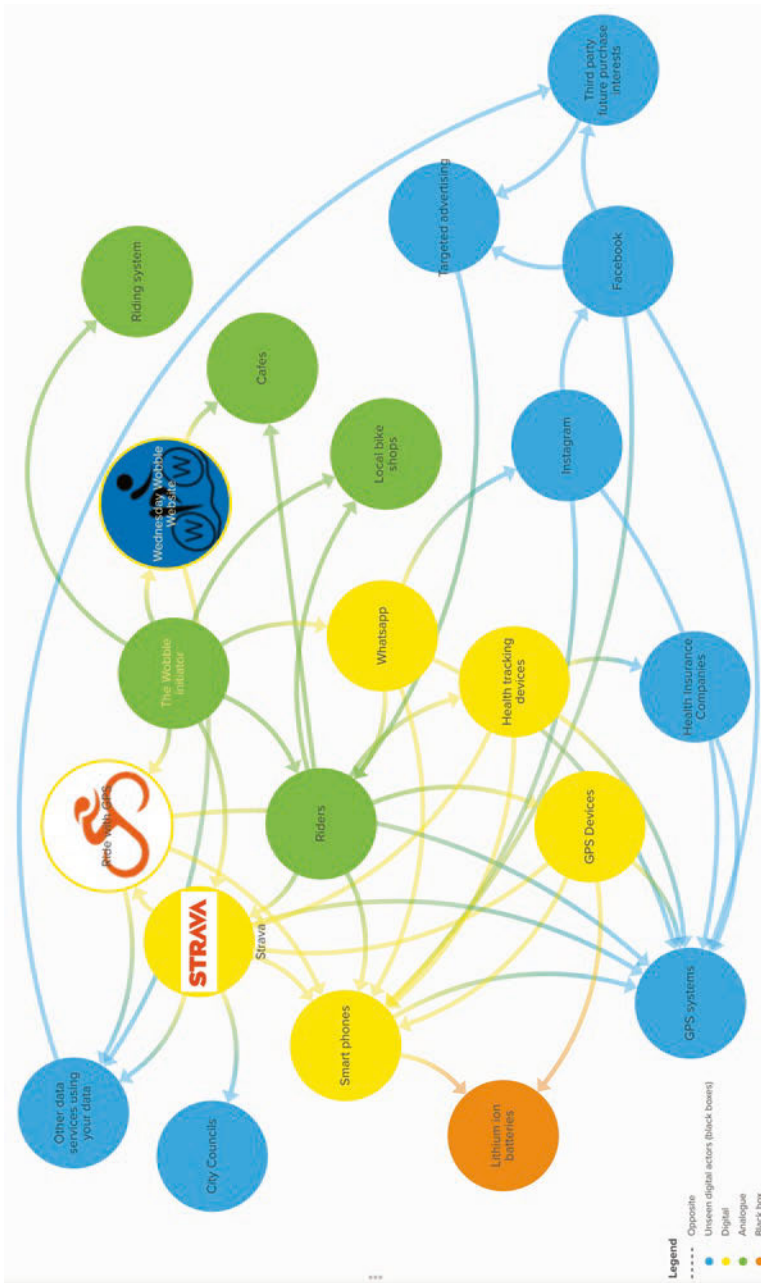 Third party
future purchase
interests
Targeted advertising
Facebook
Riding system
Cafes
Instagram
Local bike
shops
Wednesday Wobble
Website
W
W
Whatsapp
The Wobble
initiator
Health tracking
devices
Health Insurance
Companies
Ride with GPS
Riders
GPS Devices
STRAVA
Strava
Smart phones
GPS systems
Other data
services using
your data
City Councils
Lithium ion
batteries
Legend
Opposite
Unseen digital actors (black boxes)
Digital
Analogue
Black box